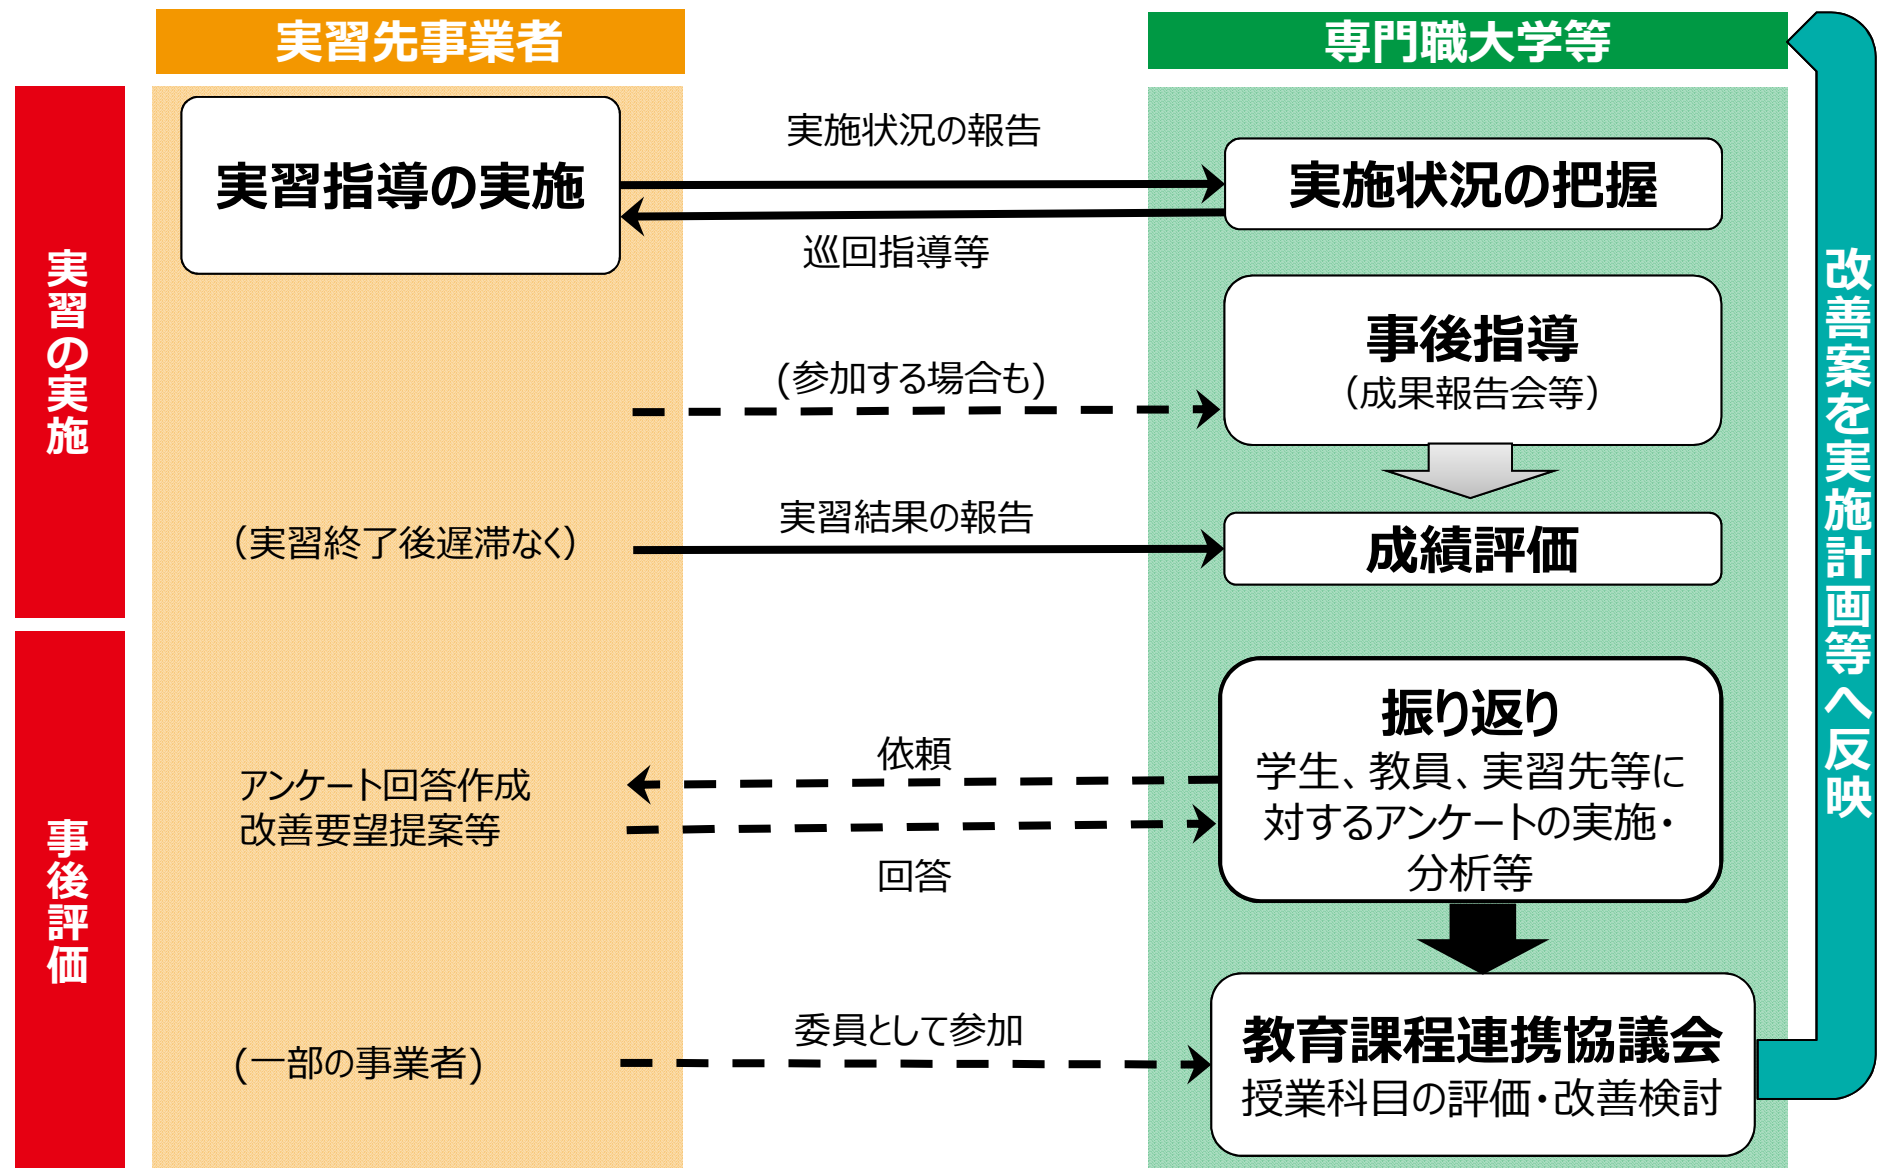 実習先事業者
専門職大学等
実習の実施
実習指導の実施
実施状況の報告
実施状況の把握
巡回指導等
事後指導
（成果報告会等）
(参加する場合も)
（実習終了後遅滞なく）
実習結果の報告
成績評価
事後評価
振り返り
学生、教員、実習先等に
対するアンケートの実施・
分析等
依頼
アンケート回答作成
改善要望提案等
回答
委員として参加
(一部の事業者)
教育課程連携協議会
授業科目の評価・改善検討
改善案を実施計画等へ反映